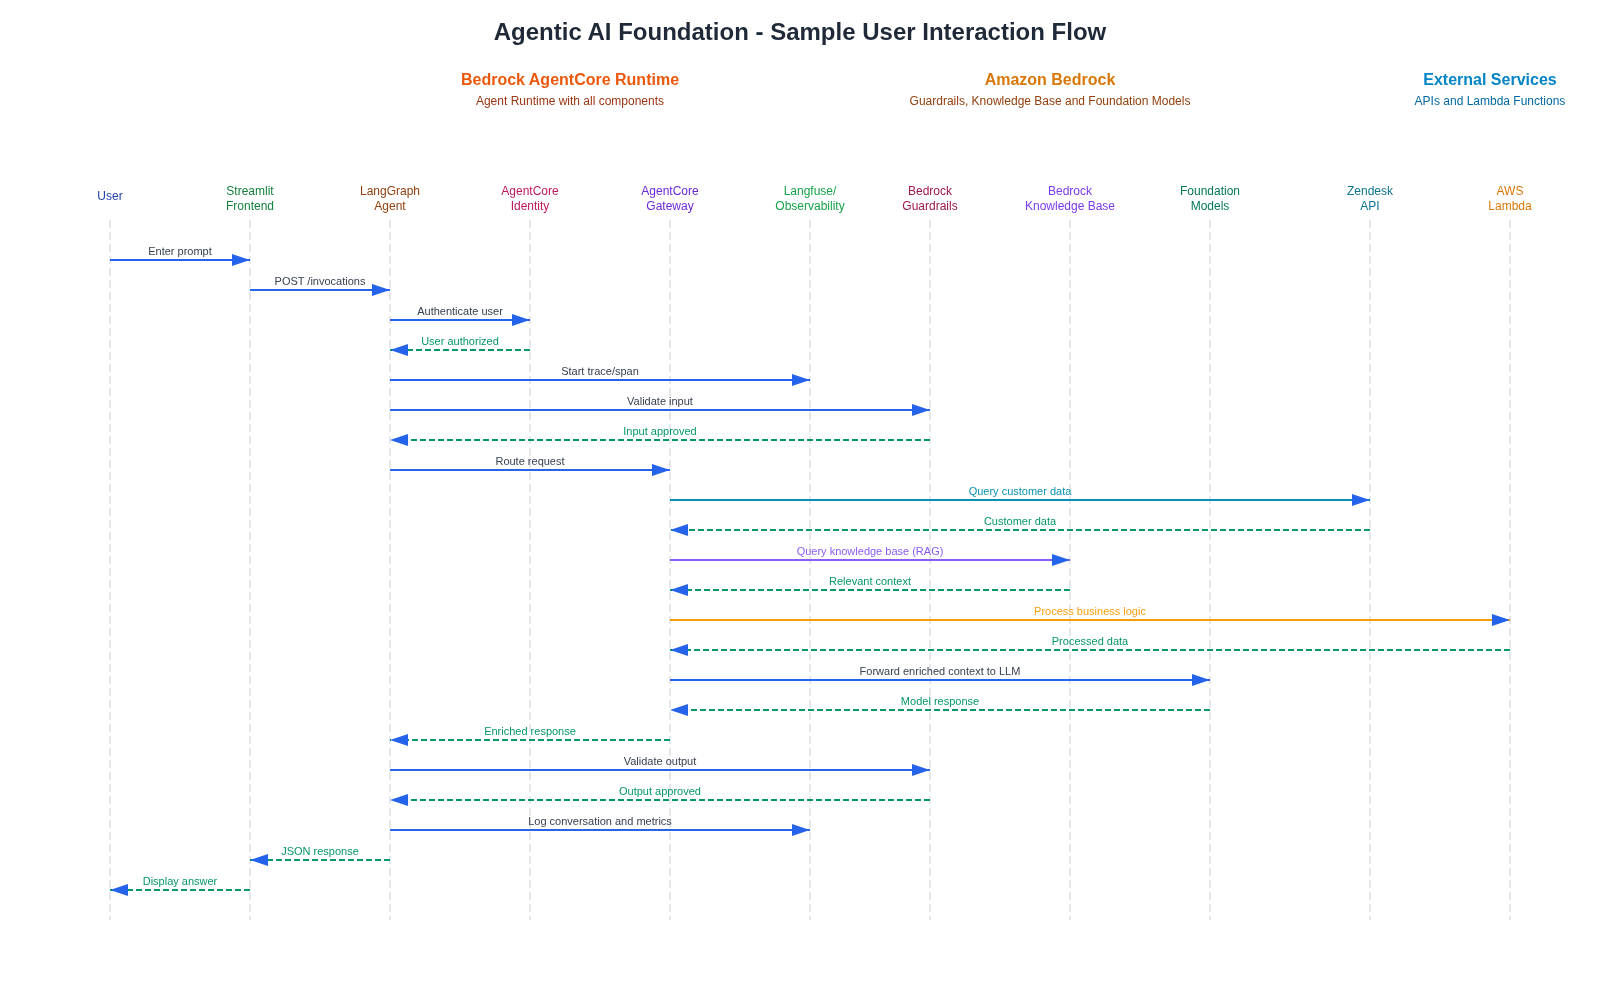 Agentic AI Foundation - Sample User Interaction Flow
Bedrock AgentCore Runtime
Agent Runtime with all components
Amazon Bedrock
Guardrails, Knowledge Base and Foundation Models
External Services
APIs and Lambda Functions
User
Streamlit
Frontend
LangGraph
Agent
AgentCore
Identity
AgentCore
Gateway
Langfuse/
Observability
Bedrock
Guardrails
Bedrock
Knowledge Base
Foundation
Models
Zendesk
API
AWS
Lambda
Enter prompt
POST /invocations
Authenticate user
User authorized
Start trace/span
Validate input
Input approved
Route request
Query customer data
Customer data
Query knowledge base (RAG)
Relevant context
Process business logic
Processed data
Forward enriched context to LLM
Model response
Enriched response
Validate output
Output approved
Log conversation and metrics
JSON response
Display answer